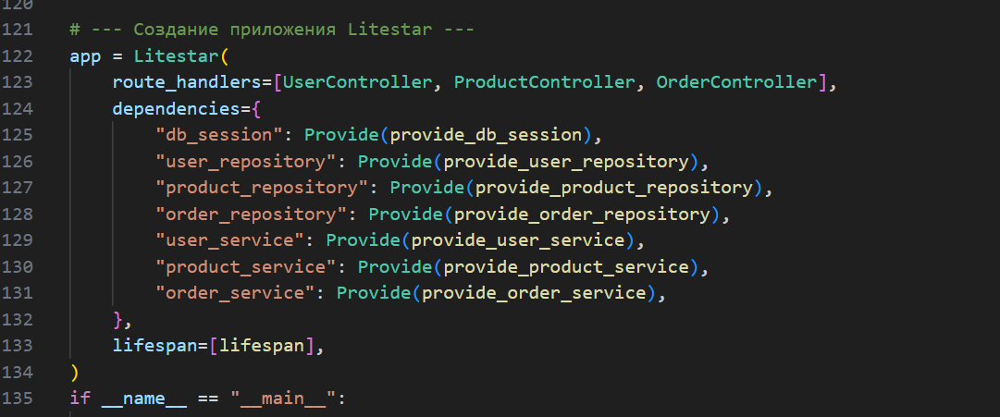 120
121 # --- Создание приложения Litestar ---
122 app = Litestar(
123 route_handlers=[UserController, ProductController, OrderController],
124 dependencies={
125 "db_session": Provide(provide_db_session),
126 "user_repository": Provide(provide_user_repository),
127 "product_repository": Provide(provide_product_repository),
128 "order_repository": Provide(provide_order_repository),
129 "user_service": Provide(provide_user_service),
130 "product_service": Provide(provide_product_service),
131 "order_service": Provide(provide_order_service),
132 },
133 lifespan=[lifespan],
134 )
135 if __name__ == "__main__":